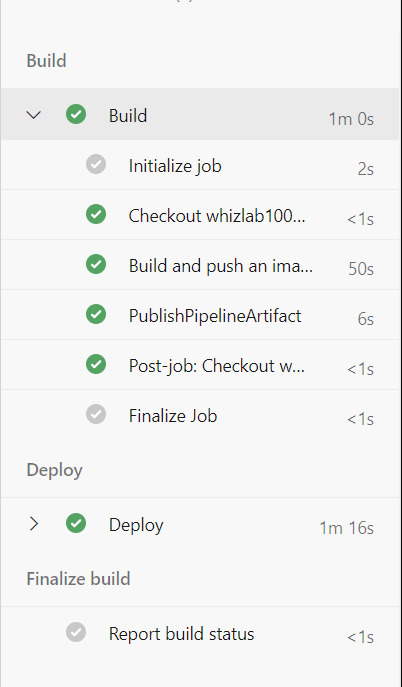 Build
Build 1m 0s
Initialize job 2s
Checkout whizlab100... <1s
Build and push an ima... 50s
PublishPipelineArtifact 6s
Post-job: Checkout w... <1s
Finalize Job <1s
Deploy
Deploy 1m 16s
Finalize build
Report build status <1s